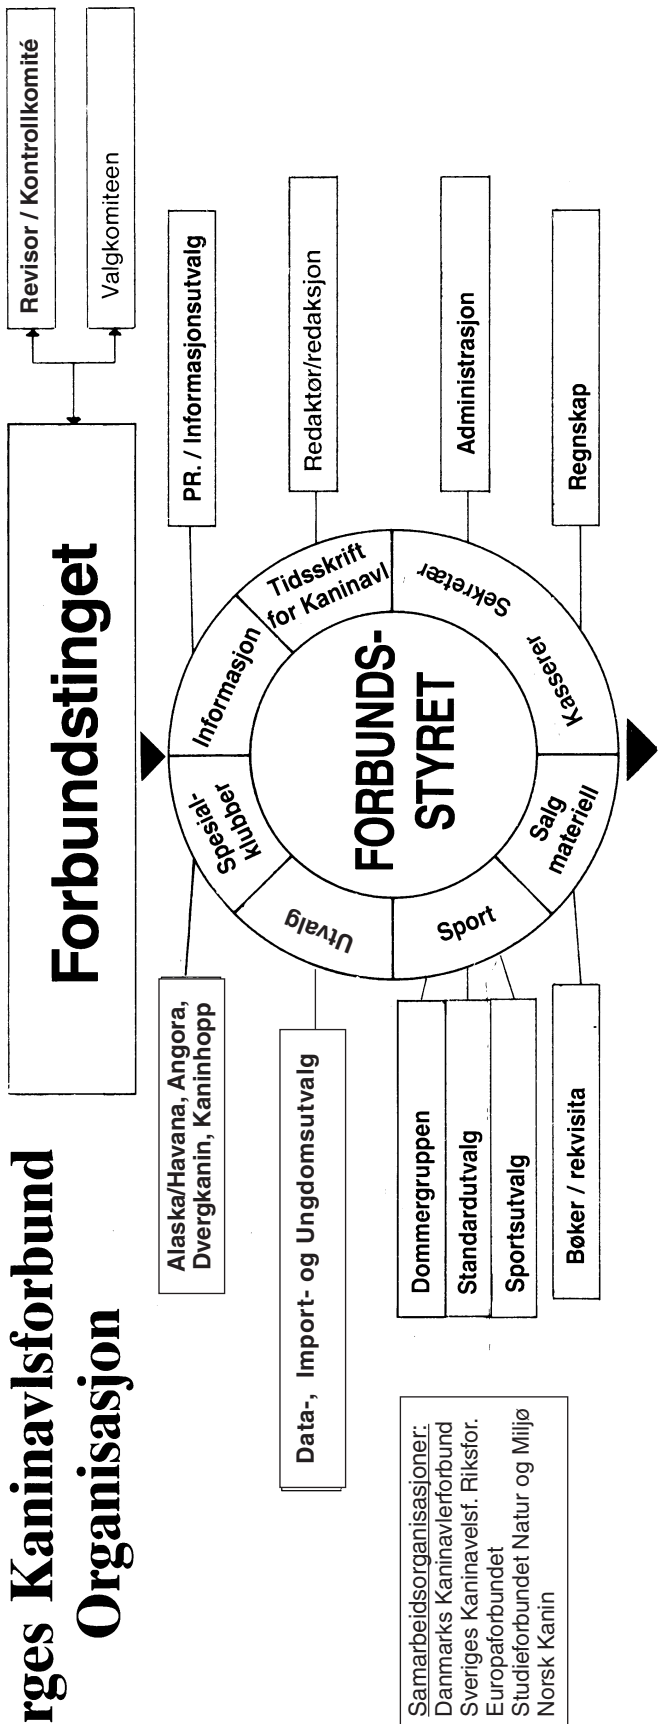 rges Kaninavlsforbund
Organisasjon
Forbundstinget
Revisor / Kontrollkomité
Valgkomiteen
Alaska/Havana, Angora,
Dvergkanin, Kaninhopp
PR. / Informasjonsutvalg
Data-, Import- og Ungdomsutvalg
Redaktør/redaksjon
Spesial-
klubber
Informasjon
Utvalg
Tidsskrift
for Kaninavl
FORBUNDS-
STYRET
Sport
Sekretær
Salg
materiell
Kasserer
Dommergruppen
Standardutvalg
Sportsutvalg
Administrasjon
Bøker / rekvisita
Regnskap
Samarbeidsorganisasjoner:
Danmarks Kaninavlerforbund
Sveriges Kaninavelsf. Riksfor.
Europaforbundet
Studieforbundet Natur og Miljø
Norsk Kanin